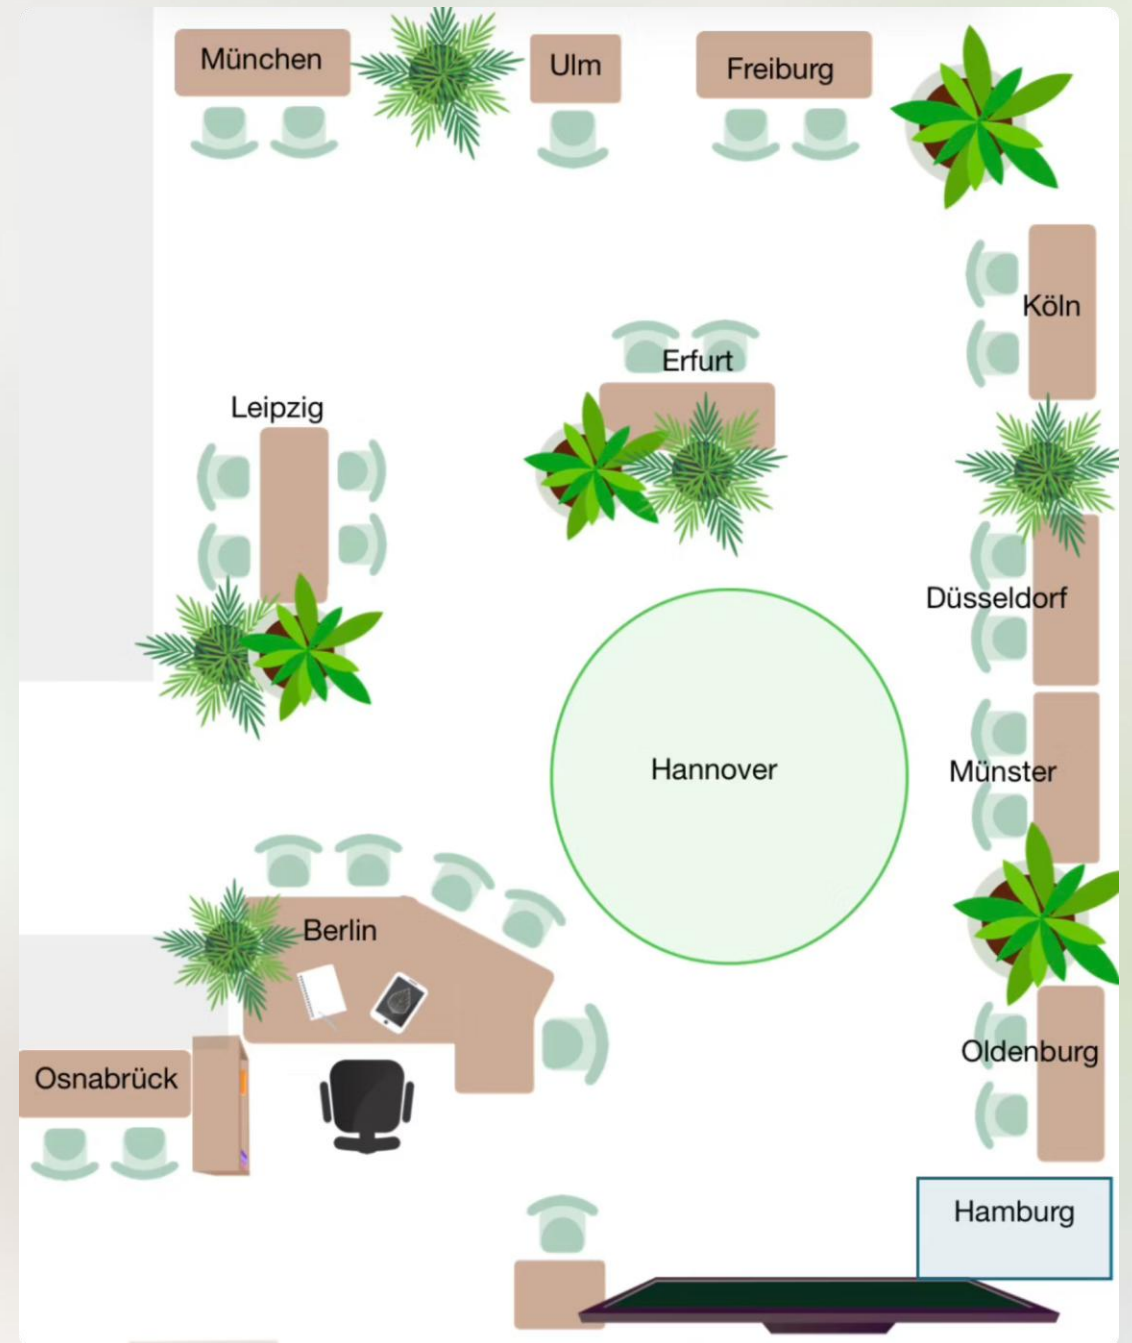 München
Ulm
Freiburg
Köln
Erfurt
Leipzig
Düsseldorf
Hannover
Münster
Berlin
Oldenburg
Osnabrück
Hamburg